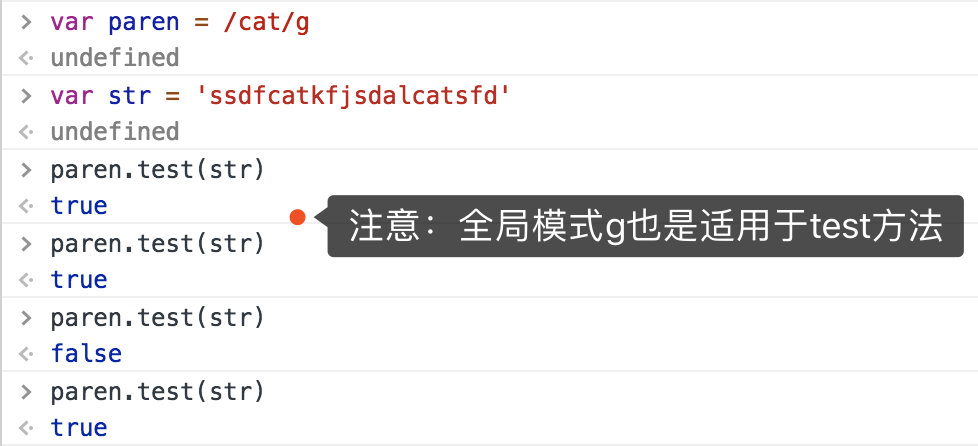 > var paren = /cat/g
<· undefined
> var str = 'ssdfcatkfjsdalcatsfd'
<· undefined
> paren.test(str)
<· true
注意：全局模式g也是适用于test方法
> paren.test(str)
<· true
> paren.test(str)
<· false
> paren.test(str)
<· true